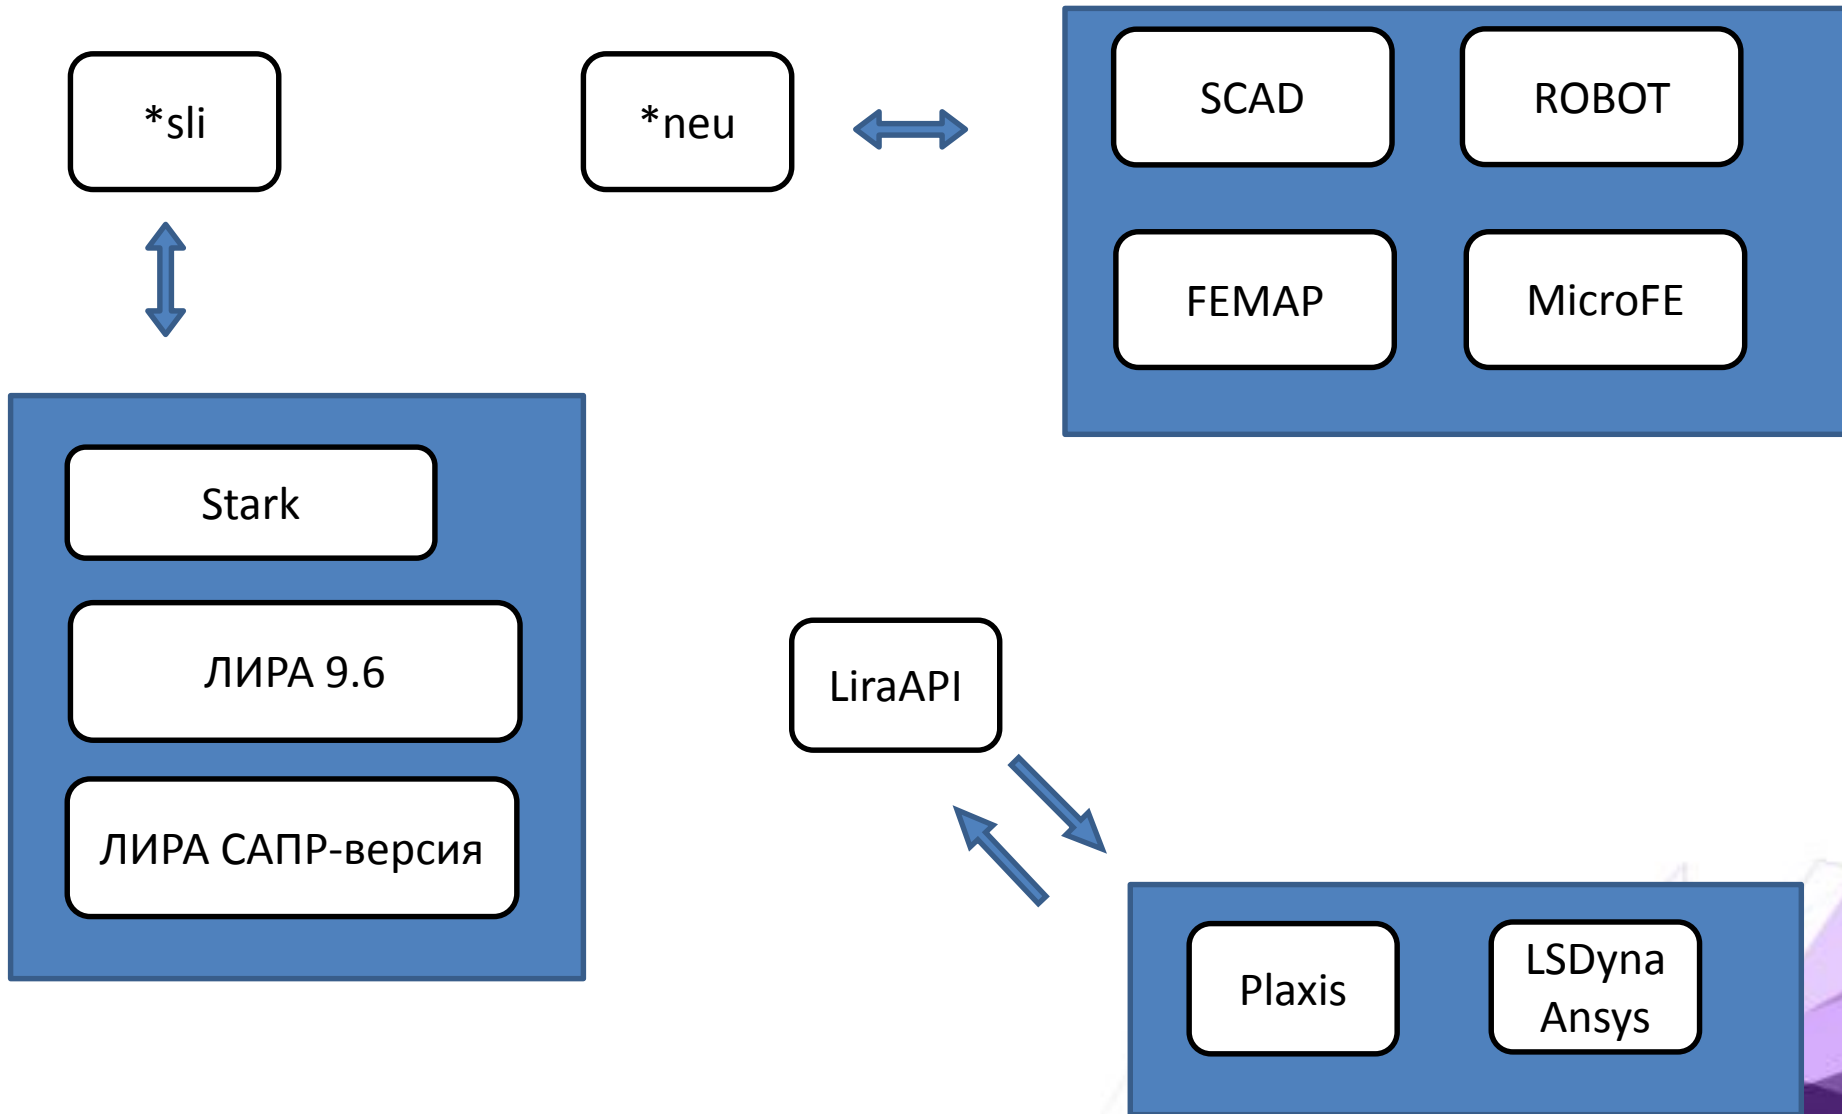 *sli
*neu
SCAD
ROBOT
FEMAP
MicroFE
Stark
ЛИРА 9.6
ЛИРА САПР-версия
LiraAPI
Plaxis
LSDyna
Ansys